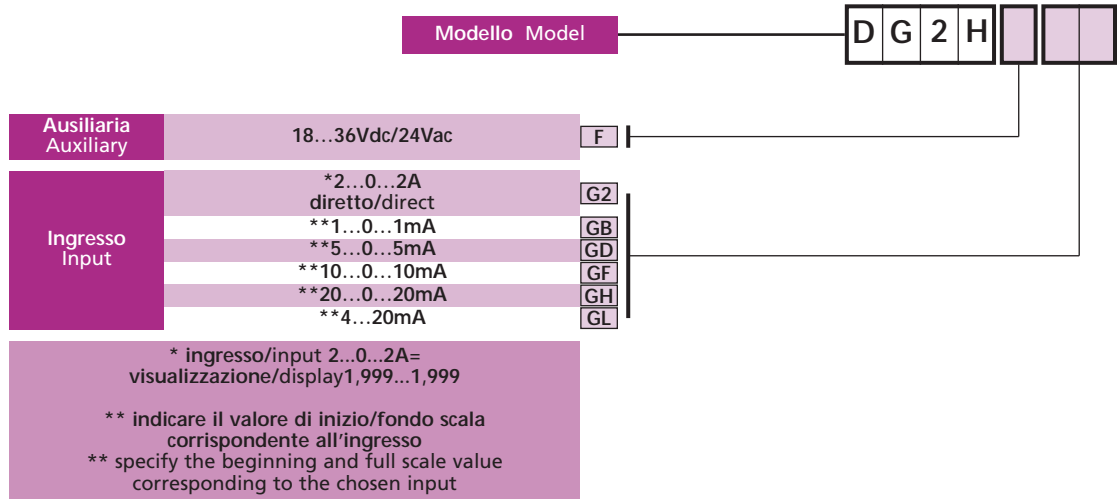 Modello Model
DG2H
Ausiliaria
Auxiliary
18...36Vdc/24Vac
F
Ingresso
Input
*2...0...2A
diretto/direct
G2
**1...0...1mA
GB
**5...0...5mA
GD
**10...0...10mA
GF
**20...0...20mA
GH
**4...20mA
GL
* ingresso/input 2...0...2A=
visualizzazione/display1,999...1,999
** indicare il valore di inizio/fondo scala
corrispondente all'ingresso
** specify the beginning and full scale value
corresponding to the chosen input